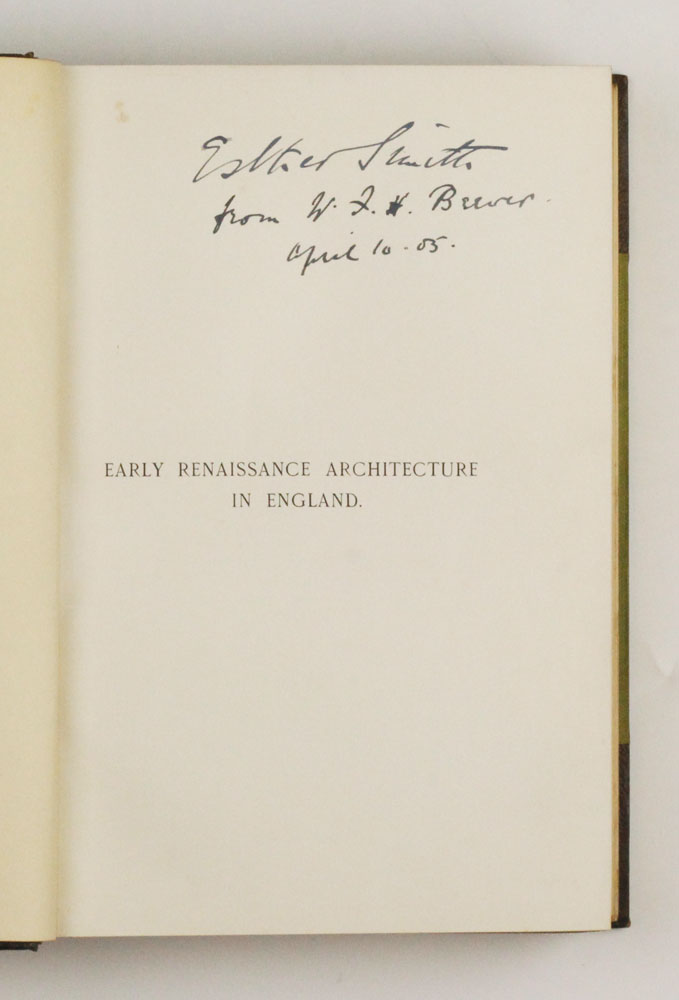 Esther Smith
from W. F. H. Brewer.
April 10-05.
EARLY RENAISSANCE ARCHITECTURE
IN ENGLAND.